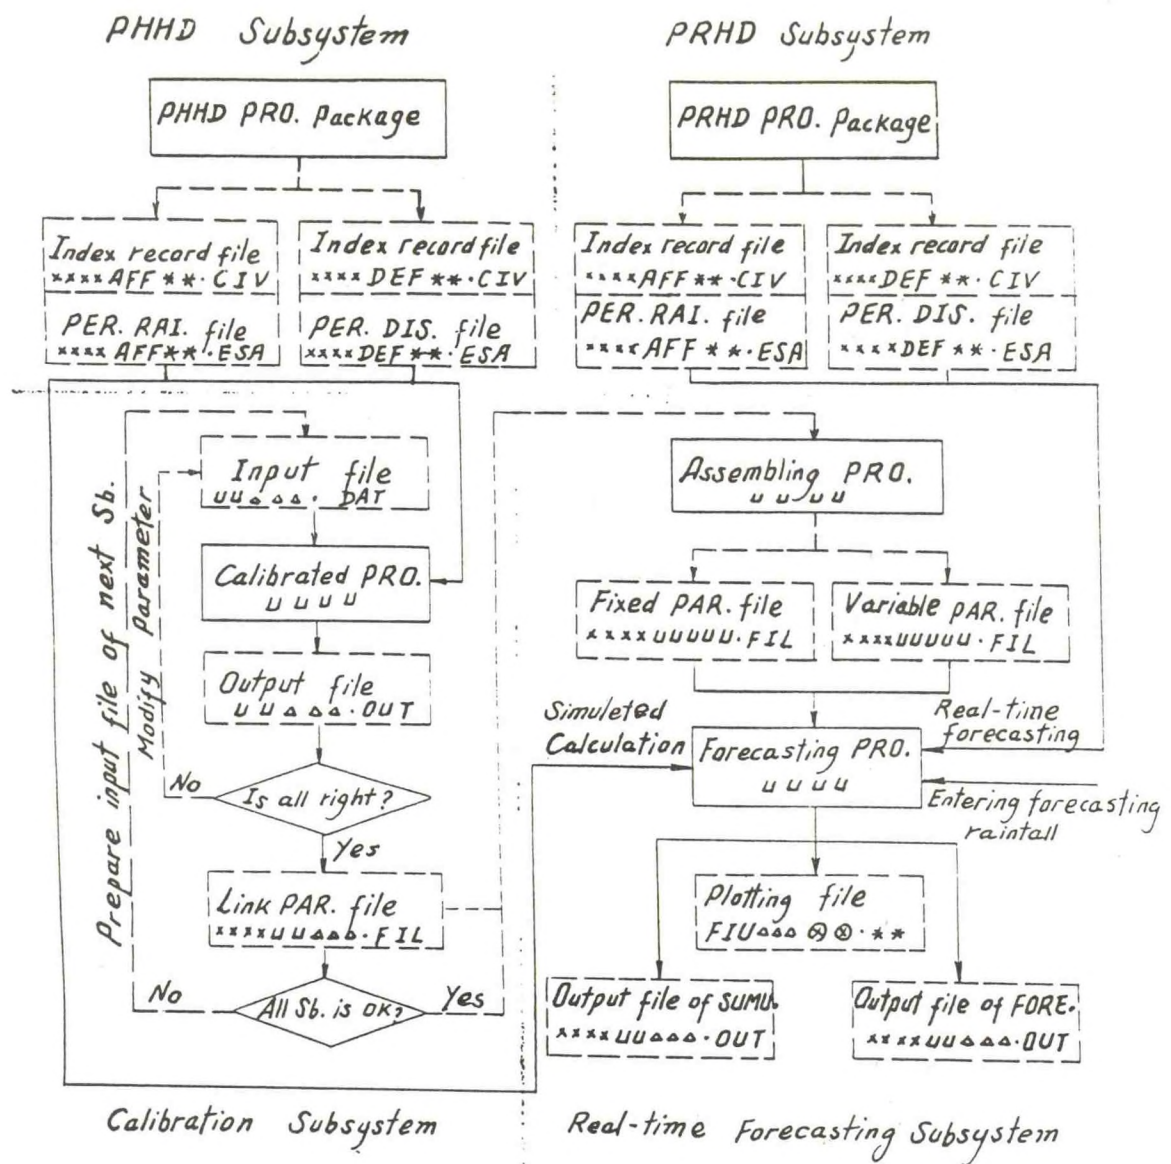 PHHD Subsystem
PRHD Subsystem
PHHD PRO. Package
PRHD PRO. Package
Index record file
××××AFF**.CIV
PER. RAI. file
××××AFF**.ESA
Index record file
××××DEF**.CIV
PER. DIS. file
××××DEF**.ESA
Index record file
××××AFF**.CIV
PER. RAI. file
××××AFF**.ESA
Index record file
××××DEF**.CIV
PER. DIS. file
××××DEF**.ESA
Prepare input file of next Sb.
Modify Parameter
Input file
UU△△△.DAT
Calibrated PRO.
UUUU
Output file
UU△△△.OUT
Is all right?
No
Yes
Link PAR. file
××××UU△△△.FIL
All Sb. is OK?
No
Yes
Assembling PRO.
UUUU
Fixed PAR. file
××××UUUUU.FIL
Variable PAR. file
××××UUUUU.FIL
Simuleted
Calculation
Forecasting PRO.
UUUU
Real-time
forecasting
Entering forecasting
rainfall
Plotting file
FIU△△△⊗⊗.**
Output file of SUMU.
××××UU△△△.OUT
Output file of FORE.
××××UU△△△.OUT
Calibration Subsystem
Real-time Forecasting Subsystem